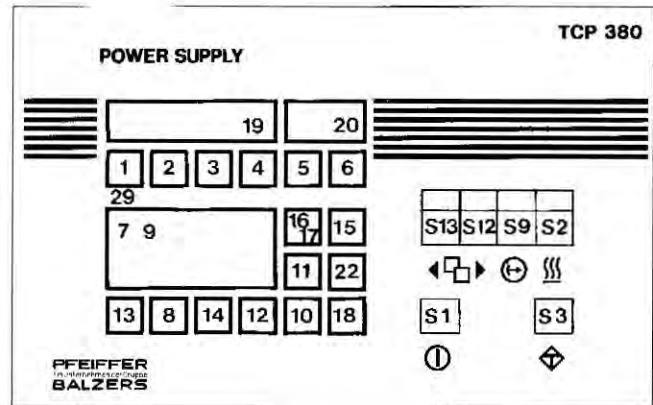 TCP 380
POWER SUPPLY
19 20
1 2 3 4 5 6
29
7 9 16 17 15
11 22
13 8 14 12 10 18
S13 S12 S9 S2
S1 S3
PFEIFFER
BALZERS